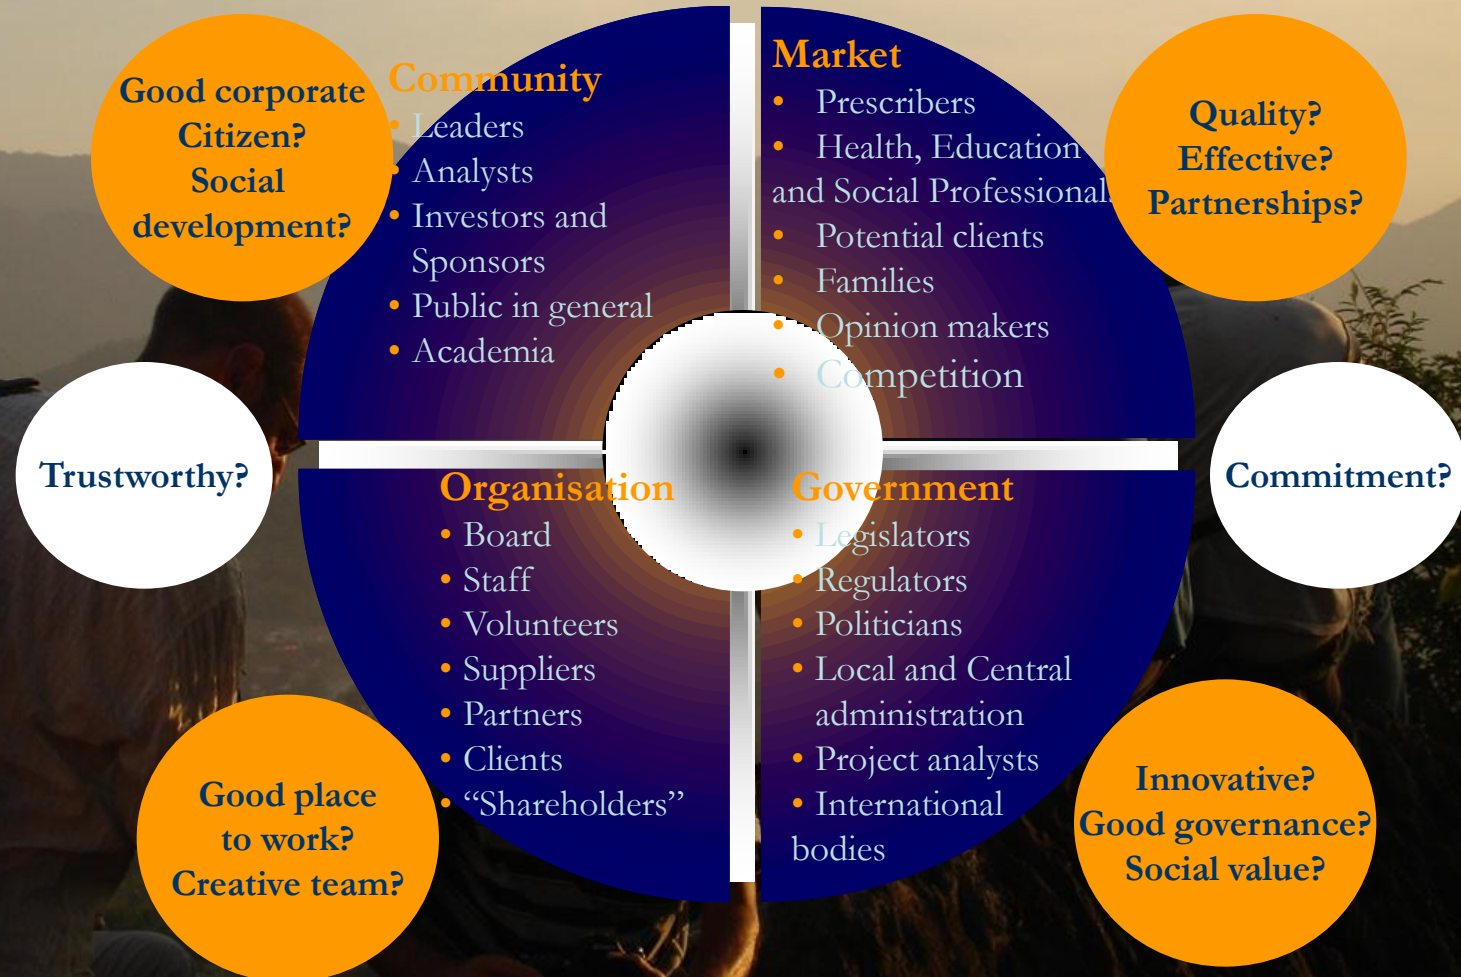 Good corporate
Citizen?
Social
development?
Community
• Leaders
• Analysts
• Investors and
Sponsors
• Public in general
• Academia
Market
• Prescribers
• Health, Education
and Social Professionals
• Potential clients
• Families
• Opinion makers
• Competition
Quality?
Effective?
Partnerships?
Trustworthy?
Commitment?
Organisation
• Board
• Staff
• Volunteers
• Suppliers
• Partners
• Clients
• “Shareholders”
Government
• Legislators
• Regulators
• Politicians
• Local and Central
administration
• Project analysts
• International
bodies
Good place
to work?
Creative team?
Innovative?
Good governance?
Social value?